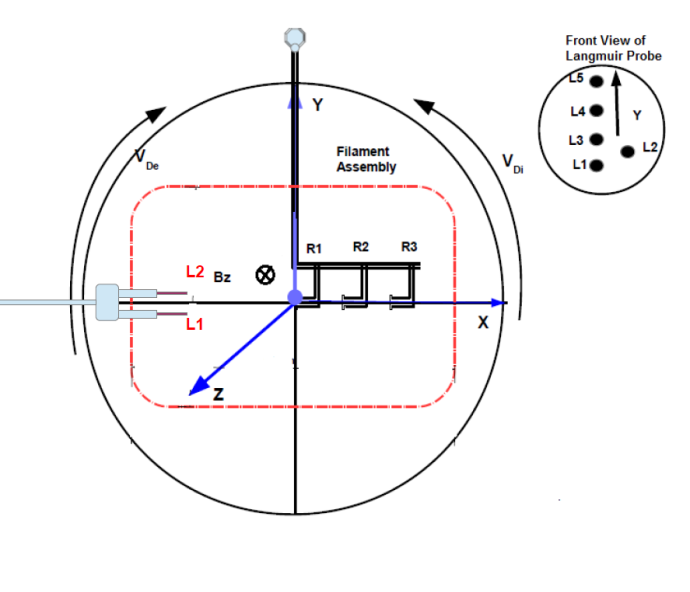 Front View of
Langmuir Probe
L5
L4
Y
L3
L2
L1
Y
V De
Filament
Assembly
V Di
R1 R2 R3
L2 Bz
L1
X
Z